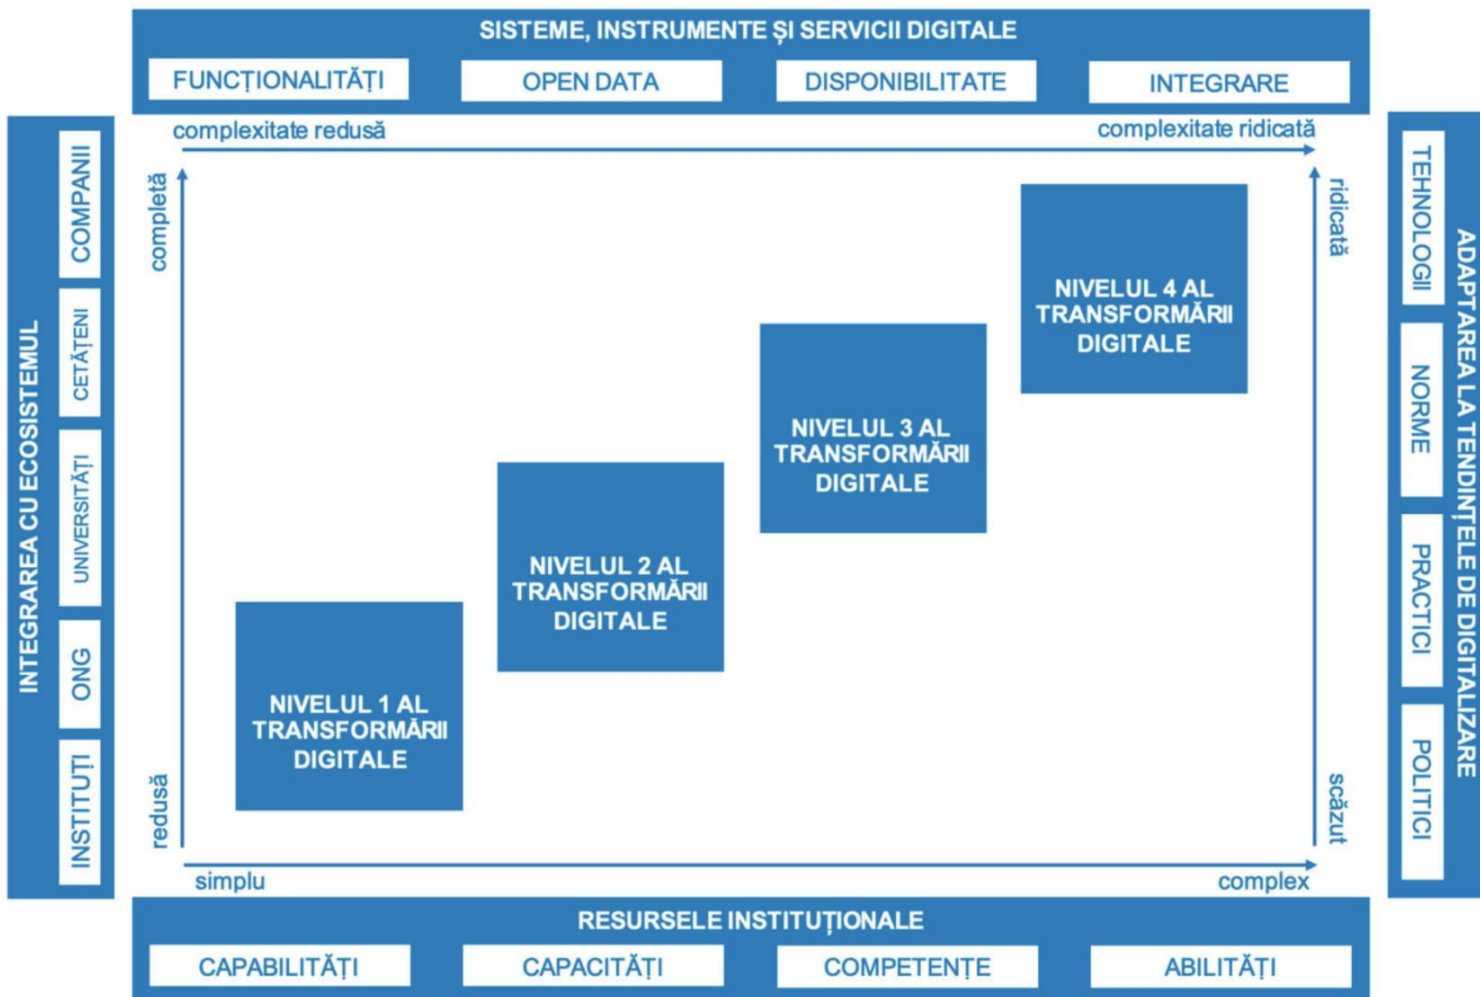 SISTEME, INSTRUMENTE ȘI SERVICII DIGITALE
FUNCȚIONALITĂȚI
OPEN DATA
DISPONIBILITATE
INTEGRARE
complexitate redusă
complexitate ridicată
INTEGRAREA CU ECOSISTEMUL
COMPANII
CETĂȚENI
UNIVERSITĂȚI
ONG
INSTITUȚI
completă
redusă
NIVELUL 1 AL
TRANSFORMĂRII
DIGITALE
NIVELUL 2 AL
TRANSFORMĂRII
DIGITALE
NIVELUL 3 AL
TRANSFORMĂRII
DIGITALE
NIVELUL 4 AL
TRANSFORMĂRII
DIGITALE
ridicată
scăzut
TEHNOLOGII
NORME
PRACTICI
POLITICI
ADAPTAREA LA TENDINȚELE DE DIGITALIZARE
simplu
complex
RESURSELE INSTITUȚIONALE
CAPABILITĂȚI
CAPACITĂȚI
COMPETENȚE
ABILITĂȚI